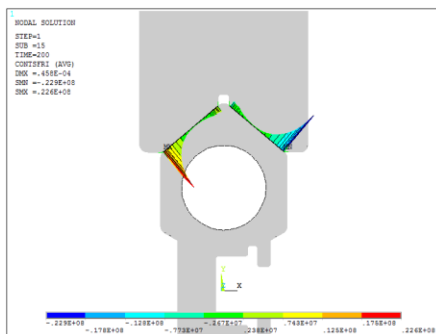 1
NODAL SOLUTION
STEP=1
SUB =15
TIME=200
CONTSFRI (AVG)
DMX =.458E-04
SMN =-.229E+08
SMX =.226E+08
Y
Z X
-.229E+08 -.128E+08 -.267E+07 .743E+07 .175E+08
-.178E+08 -.773E+07 .238E+07 .125E+08 .226E+08